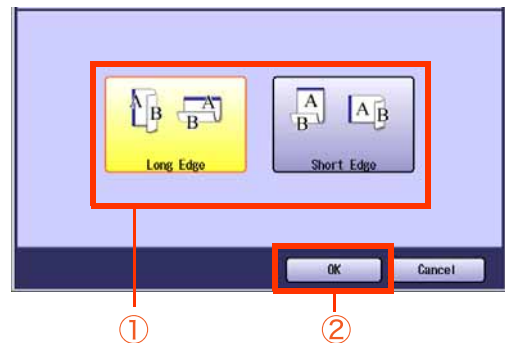 A B A B A B A B
Long Edge Short Edge
OK Cancel
① ②